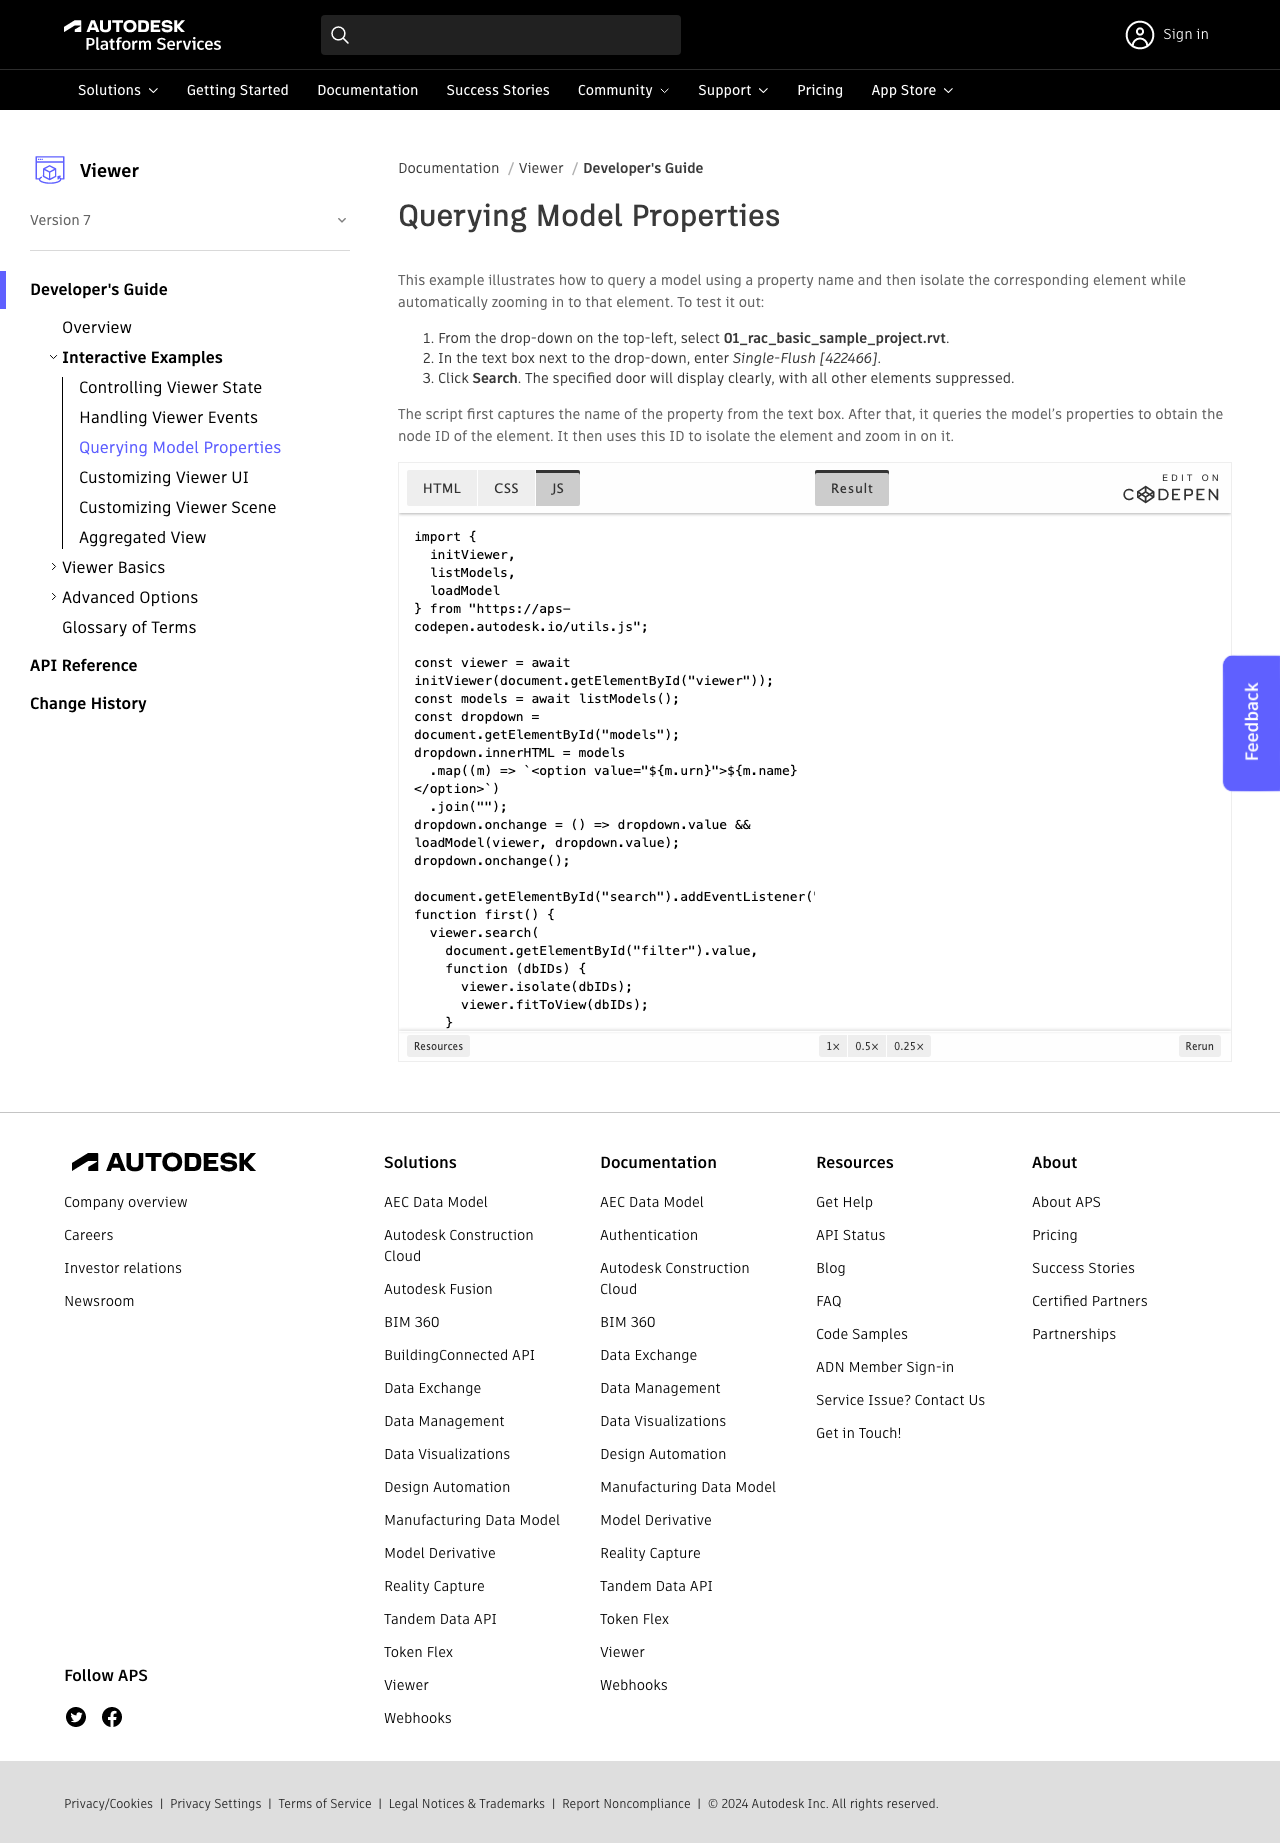 AUTODESK
Platform Services
Sign in
Solutions
Getting Started
Documentation
Success Stories
Community
Support
Pricing
App Store
Viewer
Version 7
Developer's Guide
Overview
Interactive Examples
Controlling Viewer State
Handling Viewer Events
Querying Model Properties
Customizing Viewer UI
Customizing Viewer Scene
Aggregated View
Viewer Basics
Advanced Options
Glossary of Terms
API Reference
Change History
Documentation / Viewer / Developer's Guide
Querying Model Properties
This example illustrates how to query a model using a property name and then isolate the corresponding element while
automatically zooming in to that element. To test it out:
1. From the drop-down on the top-left, select 01_rac_basic_sample_project.rvt.
2. In the text box next to the drop-down, enter Single-Flush [422466].
3. Click Search. The specified door will display clearly, with all other elements suppressed.
The script first captures the name of the property from the text box. After that, it queries the model's properties to obtain the
node ID of the element. It then uses this ID to isolate the element and zoom in on it.
HTML
CSS
JS
Result
EDIT ON
CODEPEN
import {
  initViewer,
  listModels,
  loadModel
} from "https://aps-
codepen.autodesk.io/utils.js";
const viewer = await
initViewer(document.getElementById("viewer"));
const models = await listModels();
const dropdown =
document.getElementById("models");
dropdown.innerHTML = models
  .map((m) => `<option value="${m.urn}">${m.name}
</option>`)
  .join("");
dropdown.onchange = () => dropdown.value &&
loadModel(viewer, dropdown.value);
dropdown.onchange();
document.getElementById("search").addEventListener("
function first() {
  viewer.search(
    document.getElementById("filter").value,
    function (dbIDs) {
      viewer.isolate(dbIDs);
      viewer.fitToView(dbIDs);
    }
Resources
1×
0.5×
0.25×
Rerun
Feedback
AUTODESK
Company overview
Careers
Investor relations
Newsroom
Follow APS
Solutions
AEC Data Model
Autodesk Construction
Cloud
Autodesk Fusion
BIM 360
BuildingConnected API
Data Exchange
Data Management
Data Visualizations
Design Automation
Manufacturing Data Model
Model Derivative
Reality Capture
Tandem Data API
Token Flex
Viewer
Webhooks
Documentation
AEC Data Model
Authentication
Autodesk Construction
Cloud
BIM 360
Data Exchange
Data Management
Data Visualizations
Design Automation
Manufacturing Data Model
Model Derivative
Reality Capture
Tandem Data API
Token Flex
Viewer
Webhooks
Resources
Get Help
API Status
Blog
FAQ
Code Samples
ADN Member Sign-in
Service Issue? Contact Us
Get in Touch!
About
About APS
Pricing
Success Stories
Certified Partners
Partnerships
Privacy/Cookies | Privacy Settings | Terms of Service | Legal Notices & Trademarks | Report Noncompliance | © 2024 Autodesk Inc. All rights reserved.